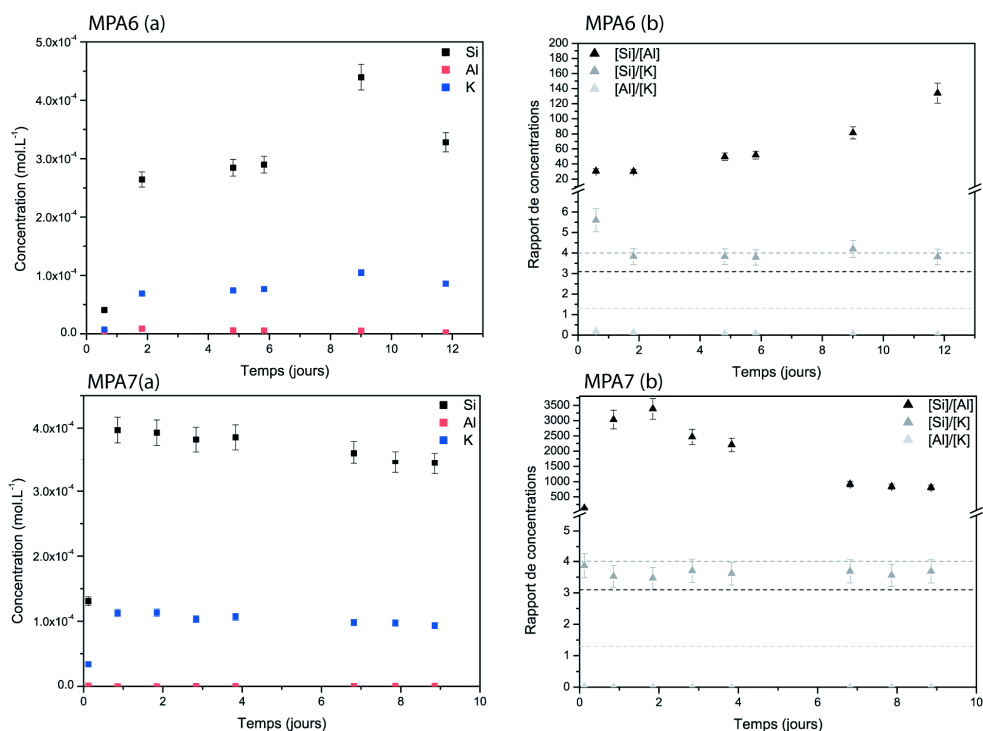 MPA6 (a)
5.0x10⁻⁴
4.0x10⁻⁴
3.0x10⁻⁴
2.0x10⁻⁴
1.0x10⁻⁴
0.0
Concentration (mol.L⁻¹)
Si
Al
K
0 2 4 6 8 10 12
Temps (jours)
MPA6 (b)
200
180
160
140
120
100
80
60
40
20
6
5
4
3
2
1
0
Rapport de concentrations
[Si]/[Al]
[Si]/[K]
[Al]/[K]
0 2 4 6 8 10 12
Temps (jours)
MPA7(a)
4.0x10⁻⁴
3.0x10⁻⁴
2.0x10⁻⁴
1.0x10⁻⁴
0.0
Concentration (mol.L⁻¹)
Si
Al
K
0 2 4 6 8 10
Temps (jours)
MPA7 (b)
3500
3000
2500
2000
1500
1000
500
5
4
3
2
1
0
Rapport de concentrations
[Si]/[Al]
[Si]/[K]
[Al]/[K]
0 2 4 6 8 10
Temps (jours)